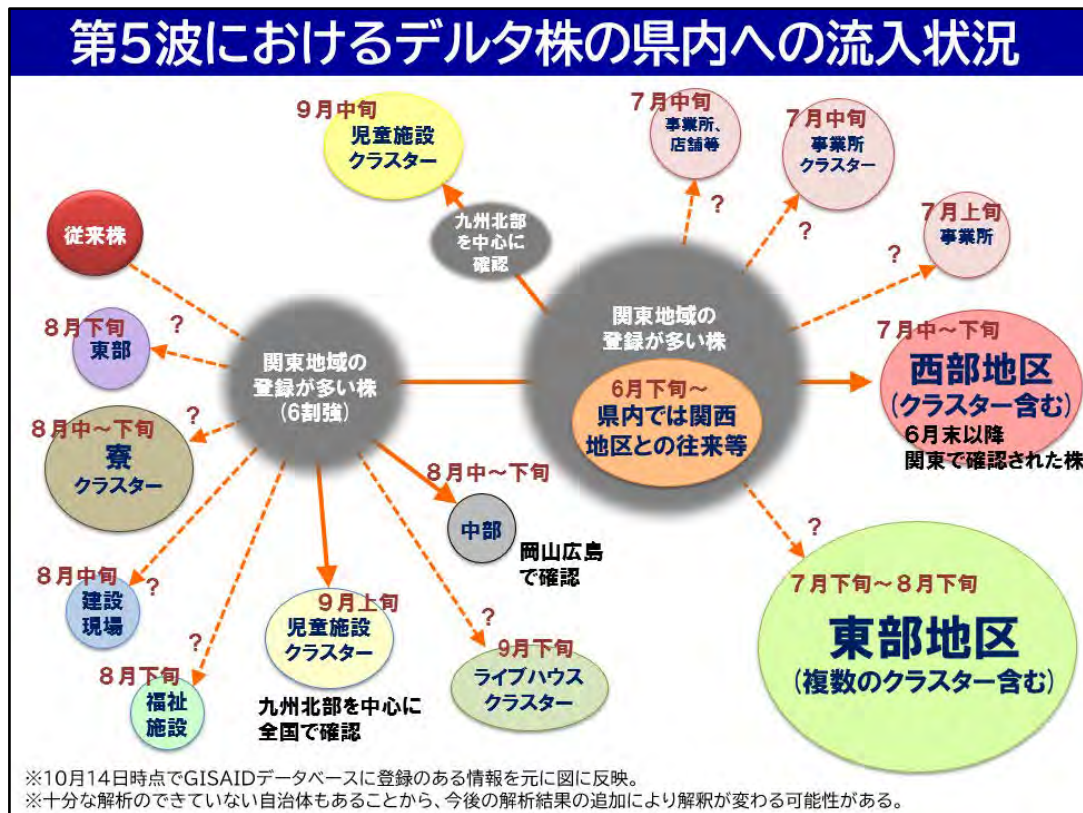 第5波におけるデルタ株の県内への流入状況
9月中旬
児童施設
クラスター
7月中旬
事業所、
店舗等
7月中旬
事業所
クラスター
7月上旬
事業所
従来株
九州北部
を中心に
確認
?
?
?
8月下旬
東部
?
関東地域の
登録が多い株
(6割強)
関東地域の
登録が多い株
6月下旬～
県内では関西
地区との往来等
7月中～下旬
西部地区
(クラスター含む)
6月末以降
関東で確認された株
8月中～下旬
寮
クラスター
?
8月中～下旬
中部
岡山広島
で確認
?
7月下旬～8月下旬
東部地区
(複数のクラスター含む)
8月中旬
建設
現場
?
8月下旬
福祉
施設
?
9月上旬
児童施設
クラスター
九州北部を中心に
全国で確認
?
9月下旬
ライブハウス
クラスター
※10月14日時点でGISAIDデータベースに登録のある情報を元に図に反映。
※十分な解析のできていない自治体もあることから、今後の解析結果の追加により解釈が変わる可能性がある。